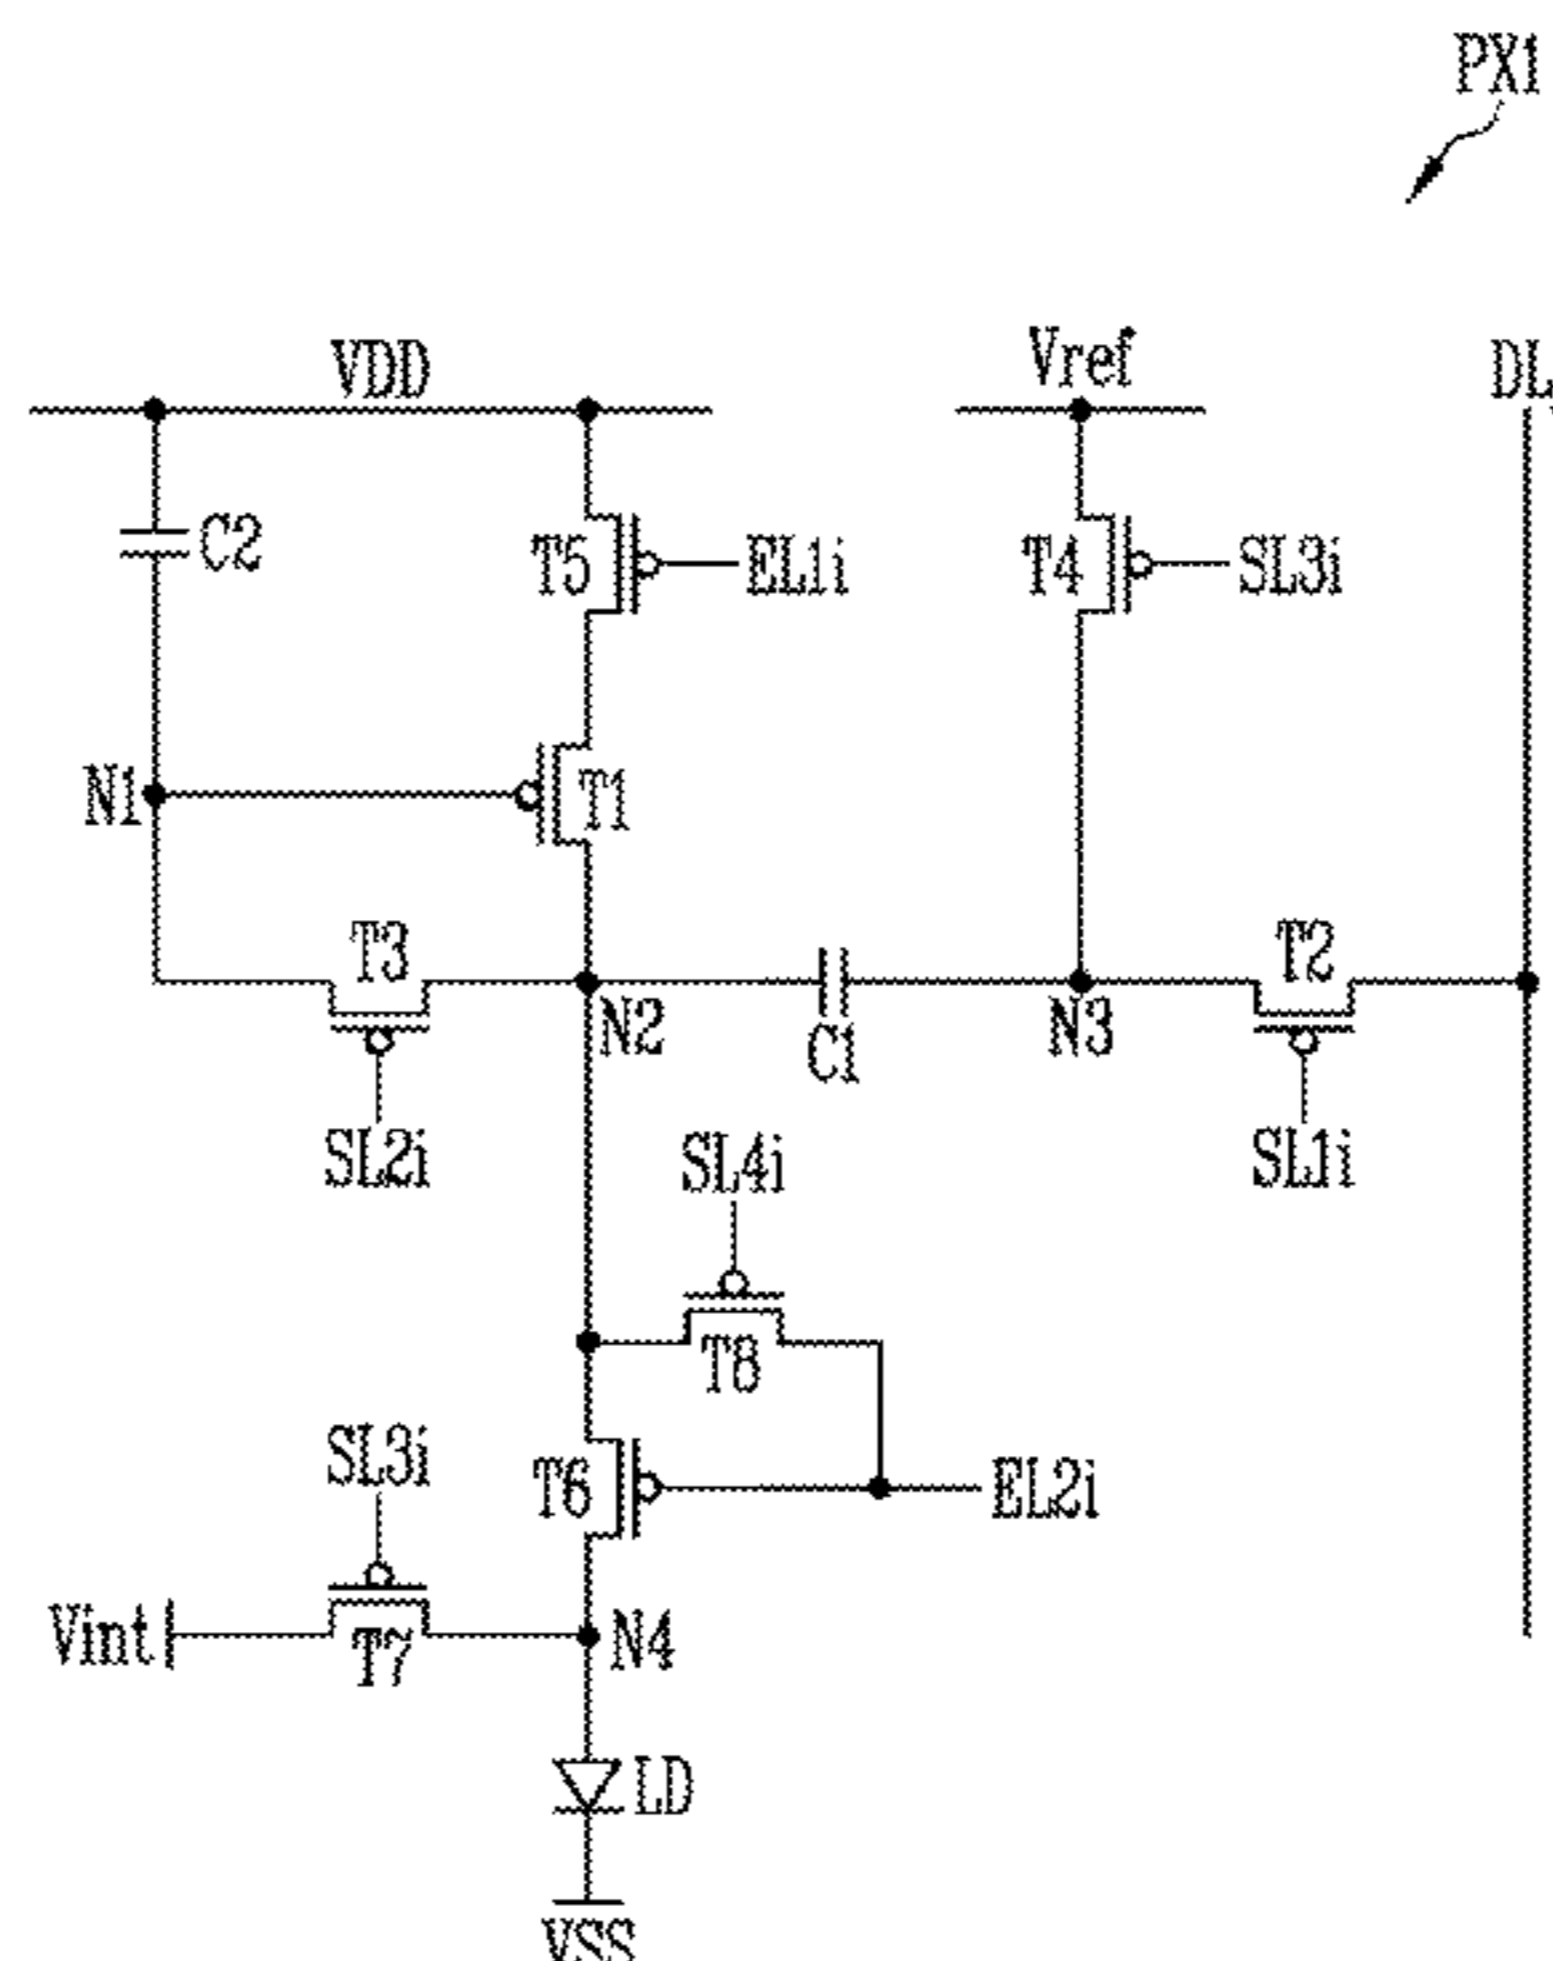 PX1
VDD
Vref
DL
C2
T5
EL1i
T4
SL3i
N1
T1
T3
T2
N2
C1
N3
SL2i
SL4i
SL1i
T8
SL3i
T6
EL2i
Vint
T7
N4
LD
VSS